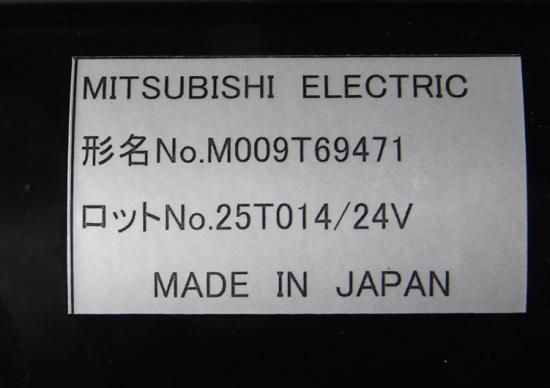 MITSUBISHI ELECTRIC
形名No.M009T69471
ロットNo.25T014/24V
MADE IN JAPAN